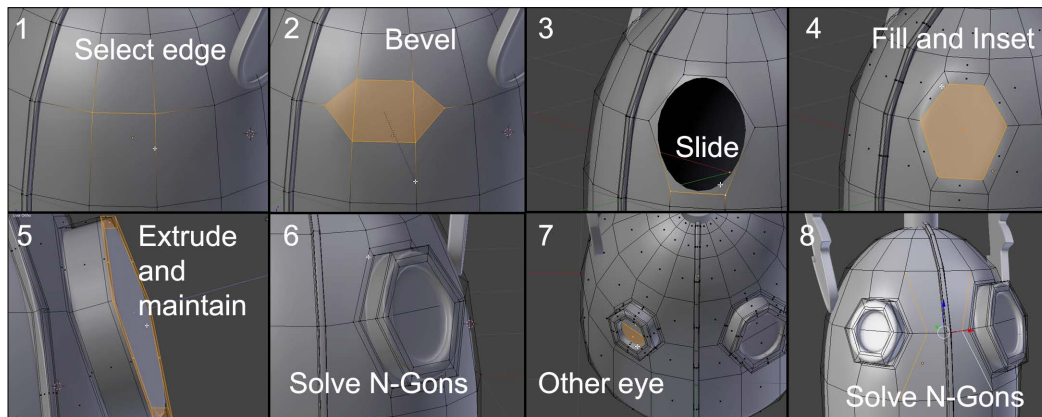 1
Select edge
2
Bevel
3
Slide
4
Fill and Inset
5
Extrude
and
maintain
6
Solve N-Gons
7
Other eye
8
Solve N-Gons